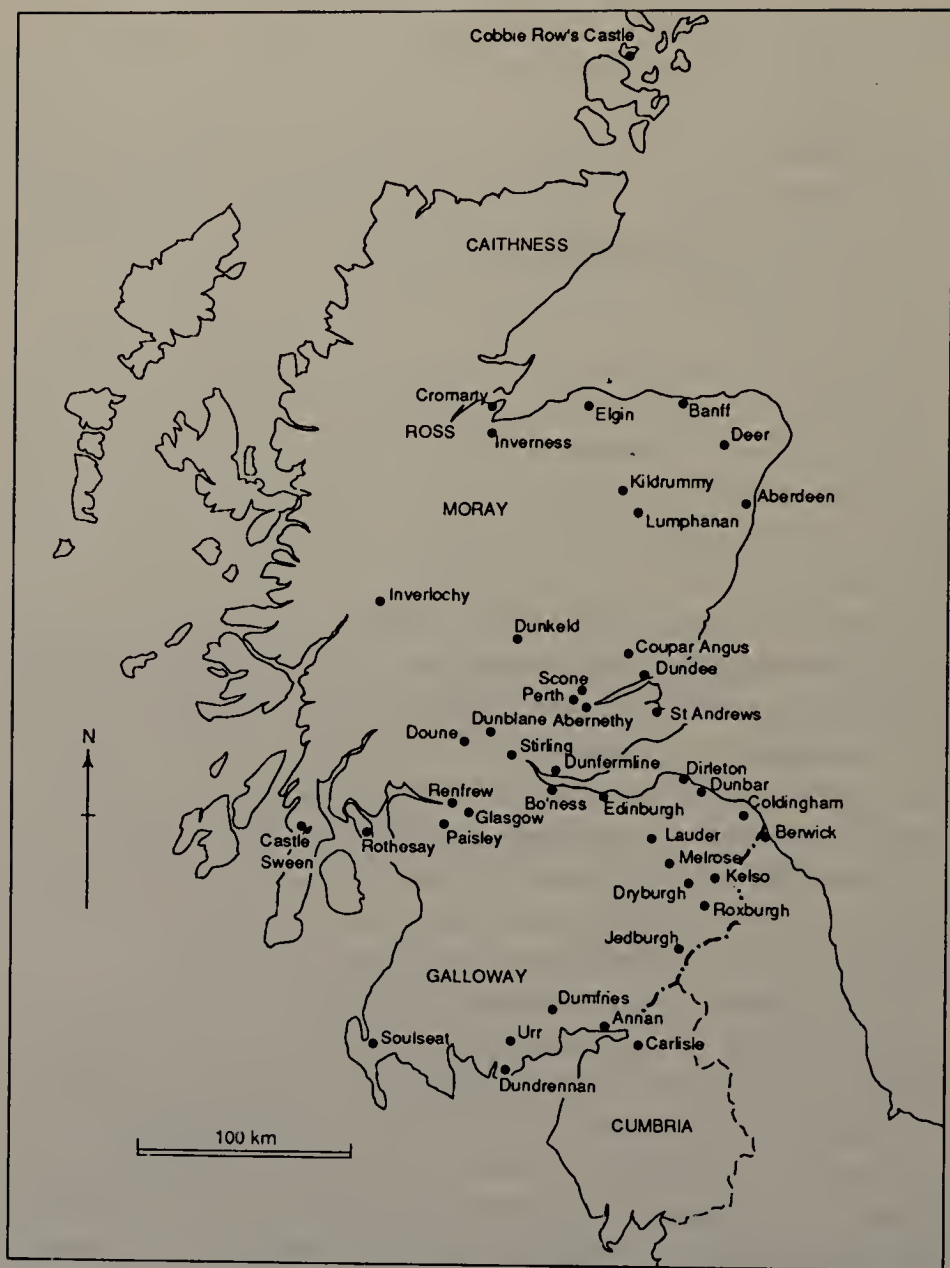 Cobbie Row's Castle
CAITHNESS
Cromarty
Elgin
Banff
ROSS
Inverness
Deer
Kildrummy
MORAY
Aberdeen
Lumphanan
Inverlochy
Dunkeld
Coupar Angus
Dundee
Scone
Perth
Dunblane
Abernethy
St Andrews
Doune
Stirling
N
Dunfermline
Dirleton
Dunbar
Renfrew
Bo'ness
Edinburgh
Coldingham
Glasgow
Castle
Sween
Rothesay
Paisley
Lauder
Berwick
Melrose
Kelso
Dryburgh
Roxburgh
Jedburgh
GALLOWAY
Dumfries
Annan
Soulseat
Urr
Carlisle
Dundrennan
CUMBRIA
100 km